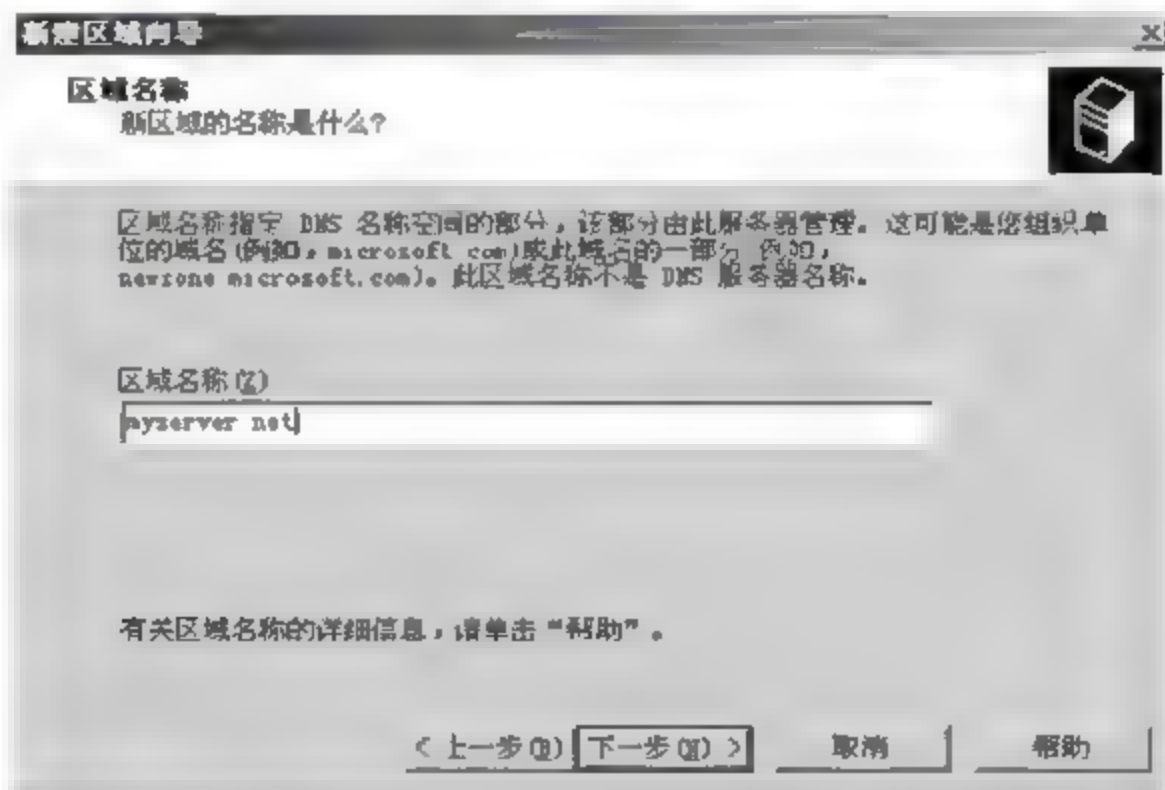 新建区域向导
区域名称
新区域的名称是什么?
区域名称指定 DNS 名称空间的部分，该部分由此服务器管理。这可能是您组织单
位的域名(例如，microsoft com)或此域名的一部分 例如，
newzone microsoft.com)。此区域名称不是 DNS 服务器名称。
区域名称(Z)
myserver net
有关区域名称的详细信息，请单击“帮助”。
< 上一步(B) 下一步(N) > 取消 帮助